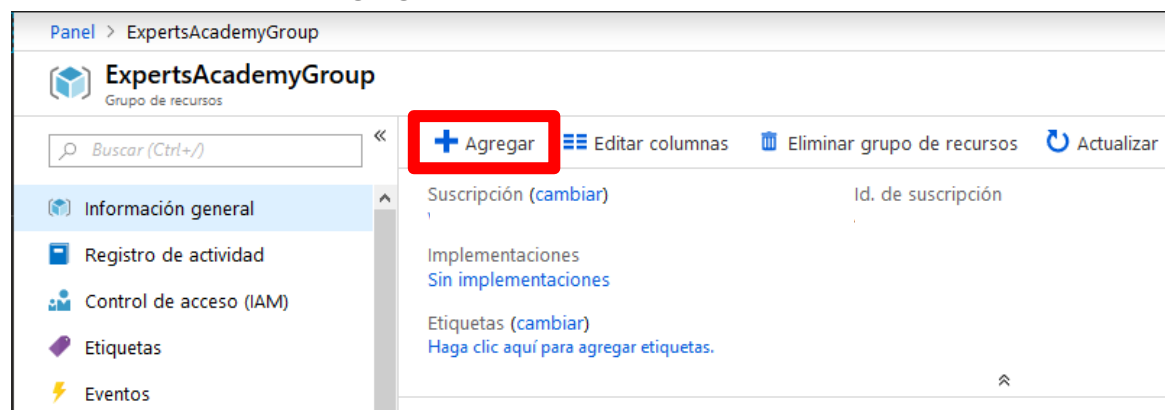 Panel > ExpertsAcademyGroup
ExpertsAcademyGroup
Grupo de recursos
Buscar (Ctrl+/)
Agregar
Editar columnas
Eliminar grupo de recursos
Actualizar
Información general
Registro de actividad
Control de acceso (IAM)
Etiquetas
Eventos
Suscripción (cambiar)
Id. de suscripción
Implementaciones
Sin implementaciones
Etiquetas (cambiar)
Haga clic aquí para agregar etiquetas.